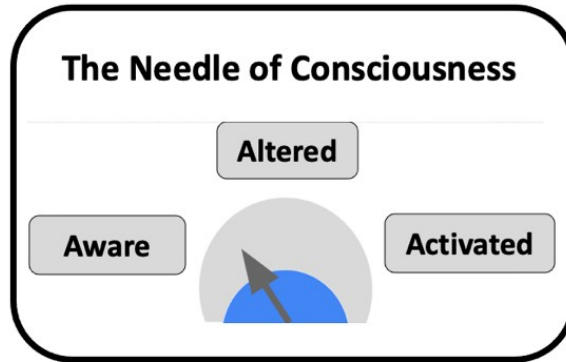 The Needle of Consciousness
Altered
Aware
Activated